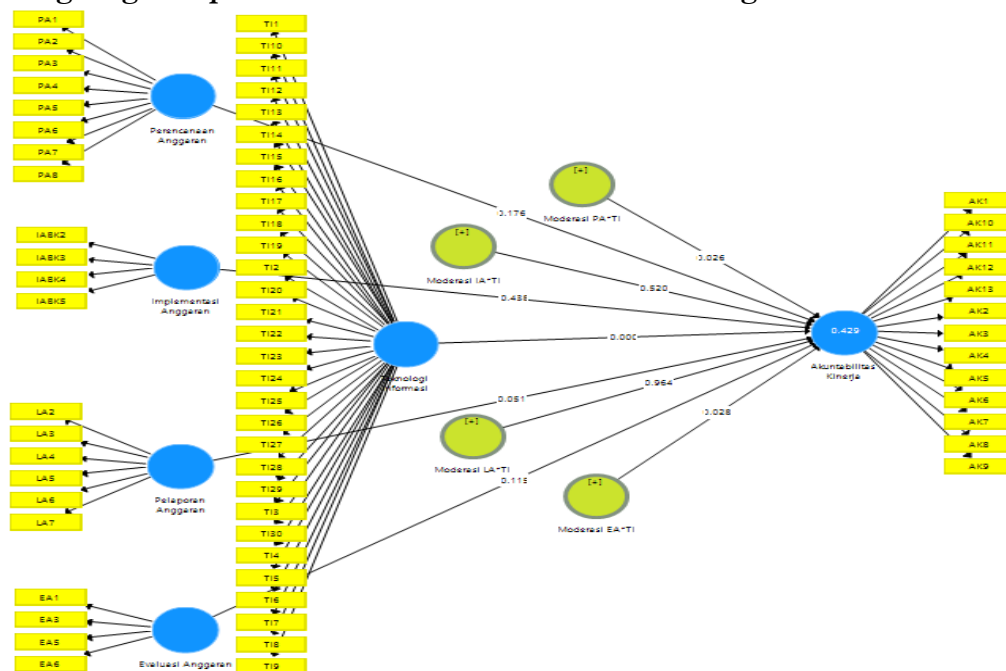 PA1
PA2
PA3
PA4
PA5
PA6
PA7
PA8
Perencanaan
Anggaran
IABK2
IABK3
IABK4
IABK5
Implementasi
Anggaran
LA2
LA3
LA4
LA5
LA6
LA7
Pelaporan
Anggaran
EA1
EA3
EA5
EA6
Evaluasi Anggaran
TI1
TI10
TI11
TI12
TI13
TI14
TI15
TI16
TI17
TI18
TI19
TI2
TI20
TI21
TI22
TI23
TI24
TI25
TI26
TI27
TI28
TI29
TI3
TI30
TI4
TI5
TI6
TI7
TI8
TI9
Teknologi
Informasi
[+]
Moderasi PA*TI
[+]
Moderasi IA*TI
[+]
Moderasi LA*TI
[+]
Moderasi EA*TI
0.176
0.026
0.520
0.438
0.000
0.964
0.028
0.429
Akuntabilitas
Kinerja
AK1
AK10
AK11
AK12
AK13
AK2
AK3
AK4
AK5
AK6
AK7
AK8
AK9